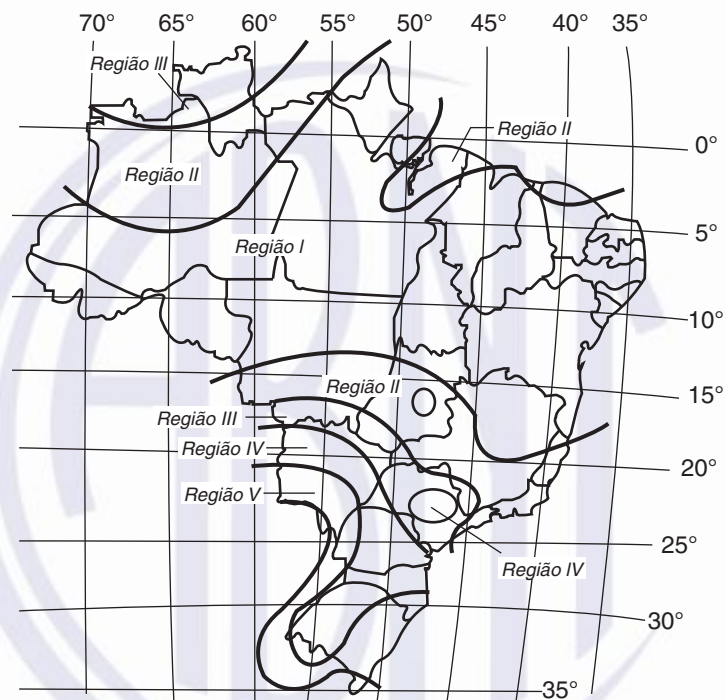 70° 65° 60° 55° 50° 45° 40° 35°
Região III
Região II
0°
Região II
5°
Região I
10°
Região II
15°
Região III
Região IV
20°
Região V
25°
Região IV
30°
35°
ABNT